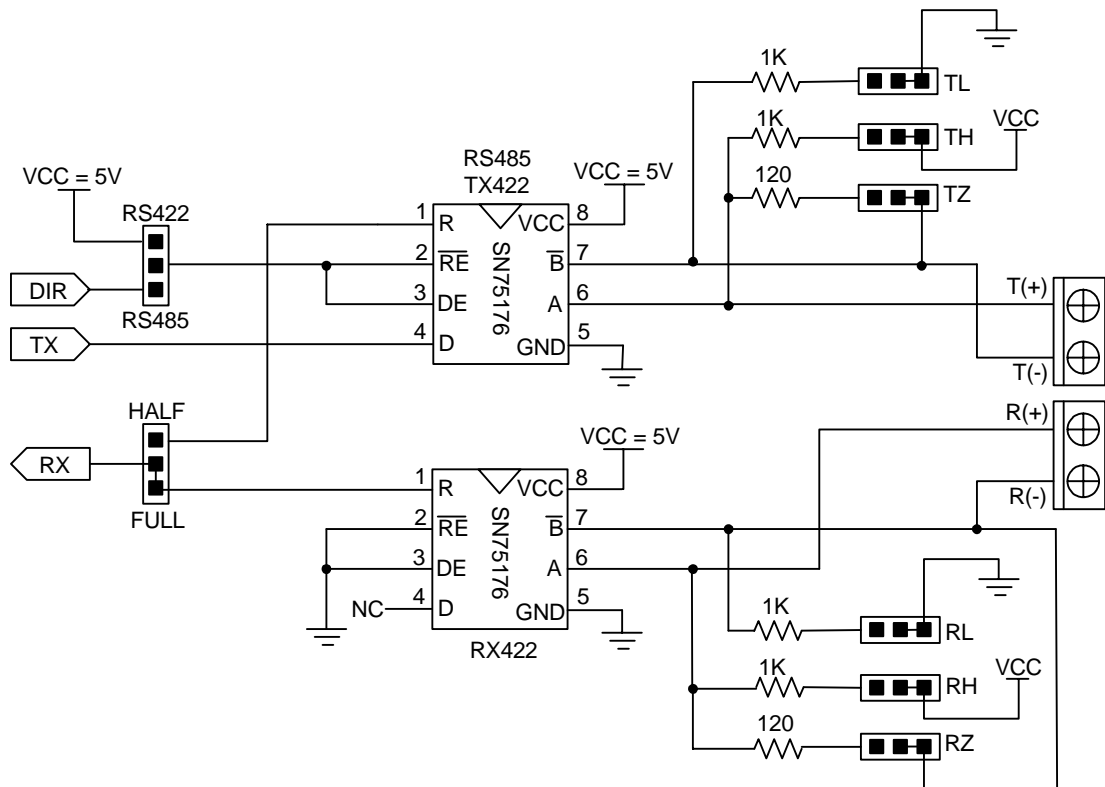 1K
TL
1K
TH
VCC
RS485
TX422
VCC = 5V
120
TZ
VCC = 5V
RS422
1
R
VCC
8
DIR
2
RE
B
7
RS485
3
DE
A
6
T(+)
TX
4
D
GND
5
SN75176
T(-)
HALF
R(+)
RX
VCC = 5V
R(-)
FULL
1
R
VCC
8
2
RE
B
7
3
DE
A
6
NC
4
D
GND
5
SN75176
RX422
1K
RL
1K
RH
VCC
120
RZ